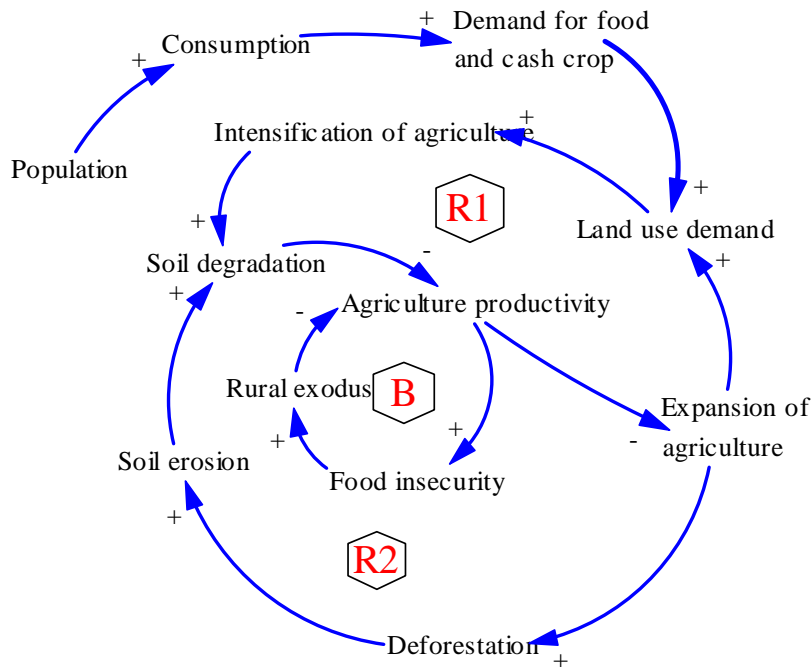 Demand for food
and cash crop
+
Consumption
+
Intensification of agriculture
+
Population
R1
+
Land use demand
+
Soil degradation
-
+
+
Agriculture productivity
-
Rural exodus
B
Expansion of
agriculture
-
+
+
Soil erosion
Food insecurity
+
R2
Deforestation
+